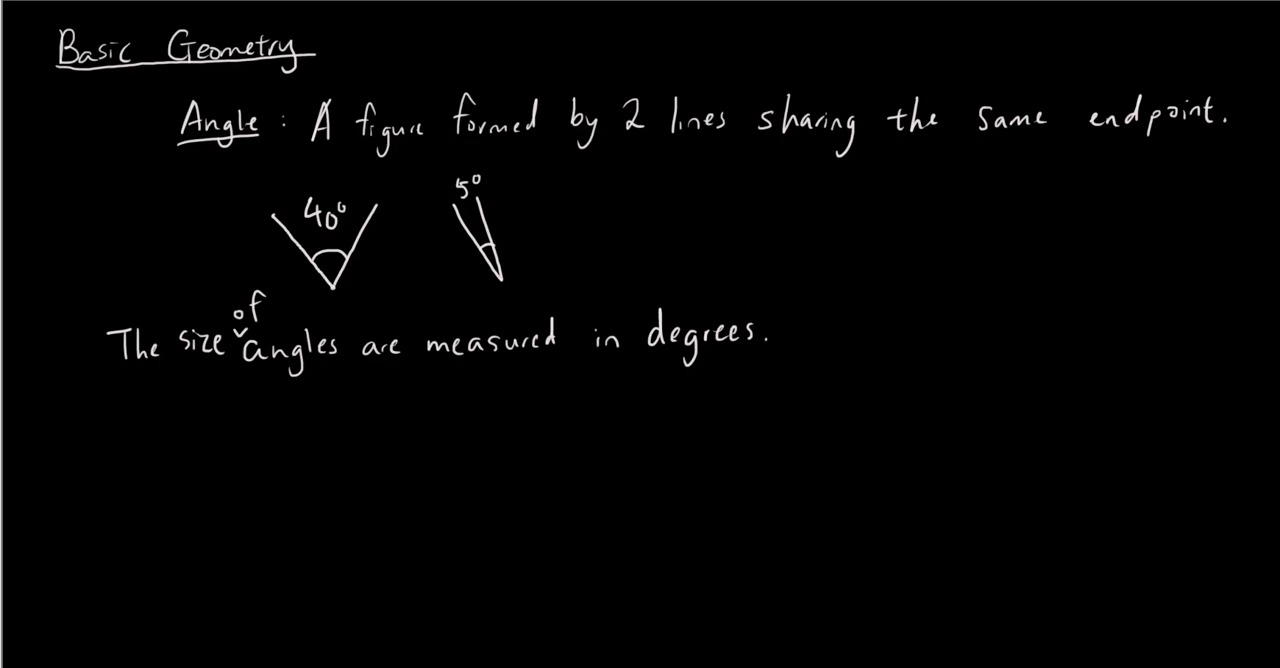 Basic Geometry
Angle : A figure formed by 2 lines sharing the same endpoint.
40° 5°
The size of angles are measured in degrees.